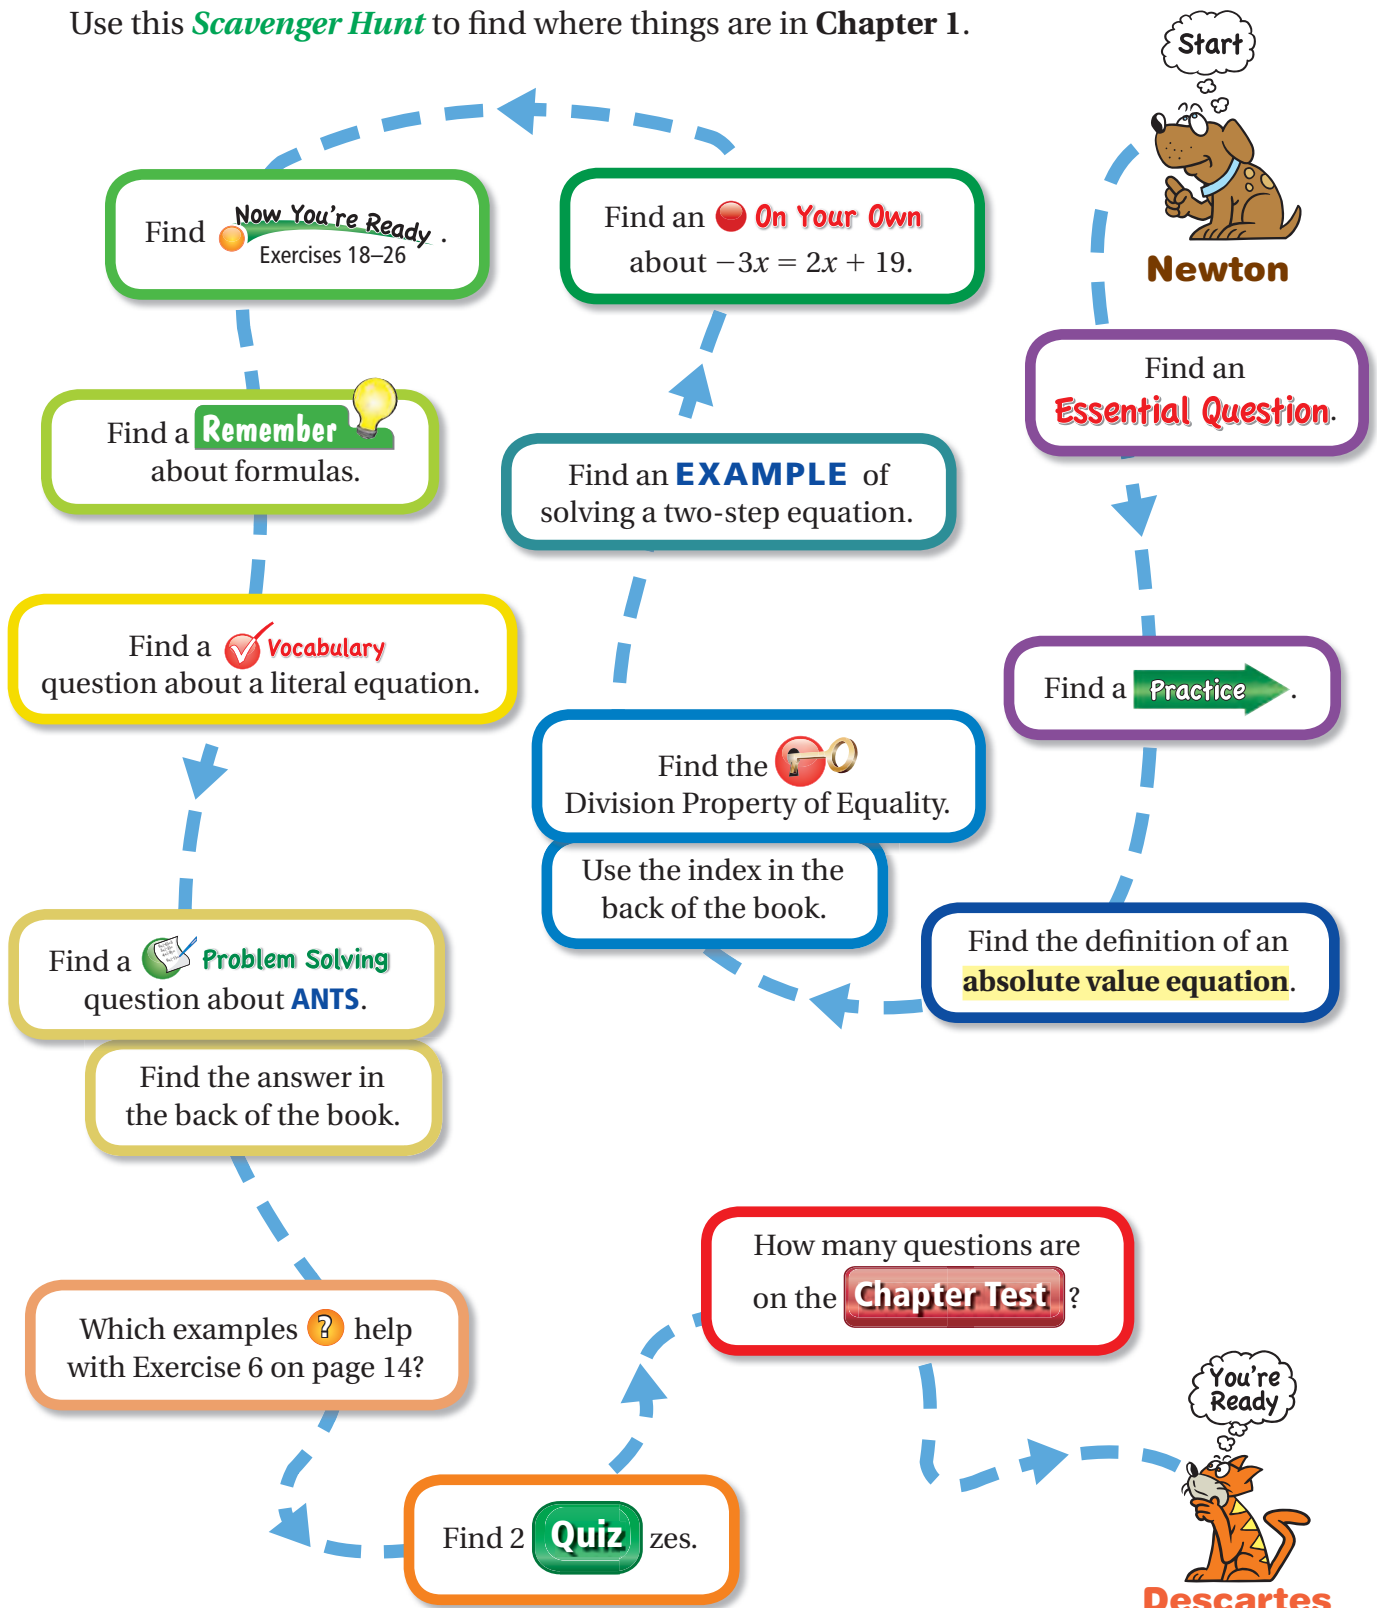 Use this Scavenger Hunt to find where things are in Chapter 1.
Start
Newton
Find an
Essential Question.
Find a Practice.
Find the definition of an
absolute value equation.
Find the
Division Property of Equality.
Use the index in the
back of the book.
Find an EXAMPLE of
solving a two-step equation.
Find an On Your Own
about −3x = 2x + 19.
Find Now You're Ready.
Exercises 18–26
Find a Remember
about formulas.
Find a Vocabulary
question about a literal equation.
Find a Problem Solving
question about ANTS.
Find the answer in
the back of the book.
Which examples ? help
with Exercise 6 on page 14?
Find 2 Quiz zes.
How many questions are
on the Chapter Test ?
You're
Ready
Descartes